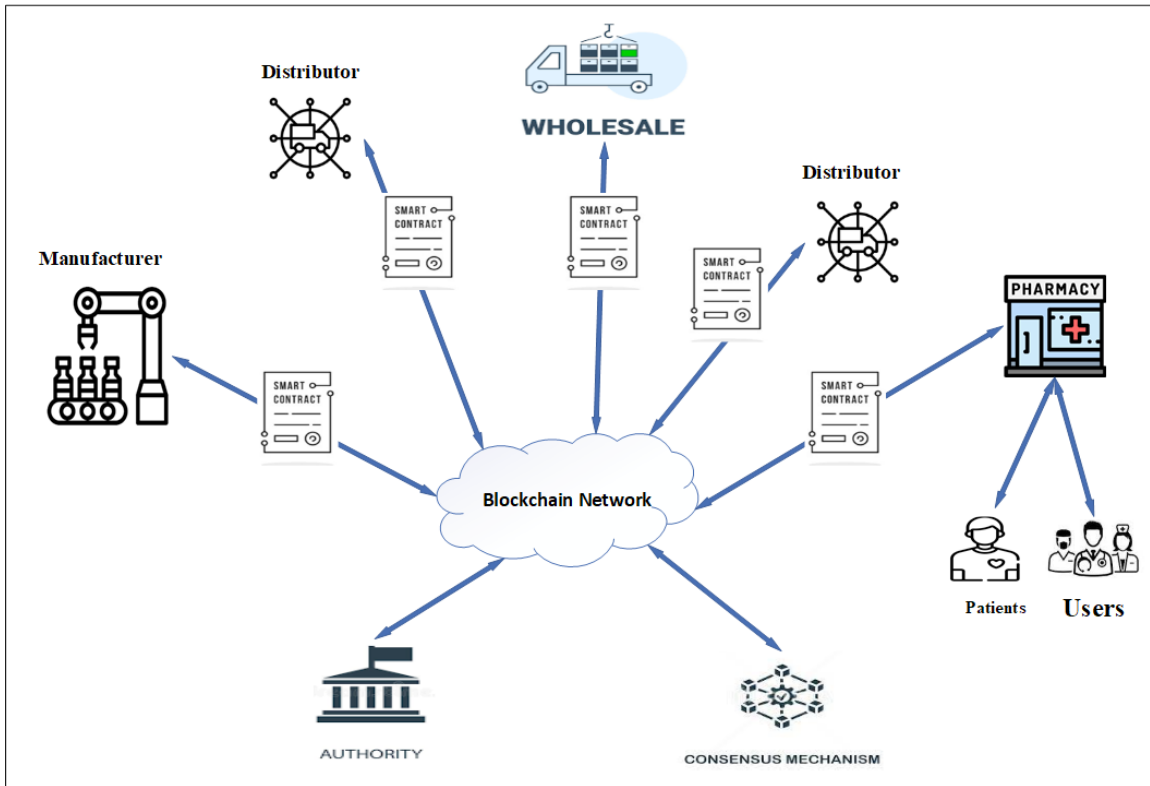 Distributor
WHOLESALE
Distributor
SMART
CONTRACT
SMART
CONTRACT
SMART
CONTRACT
Manufacturer
PHARMACY
SMART
CONTRACT
SMART
CONTRACT
Blockchain Network
Patients
Users
AUTHORITY
CONSENSUS MECHANISM